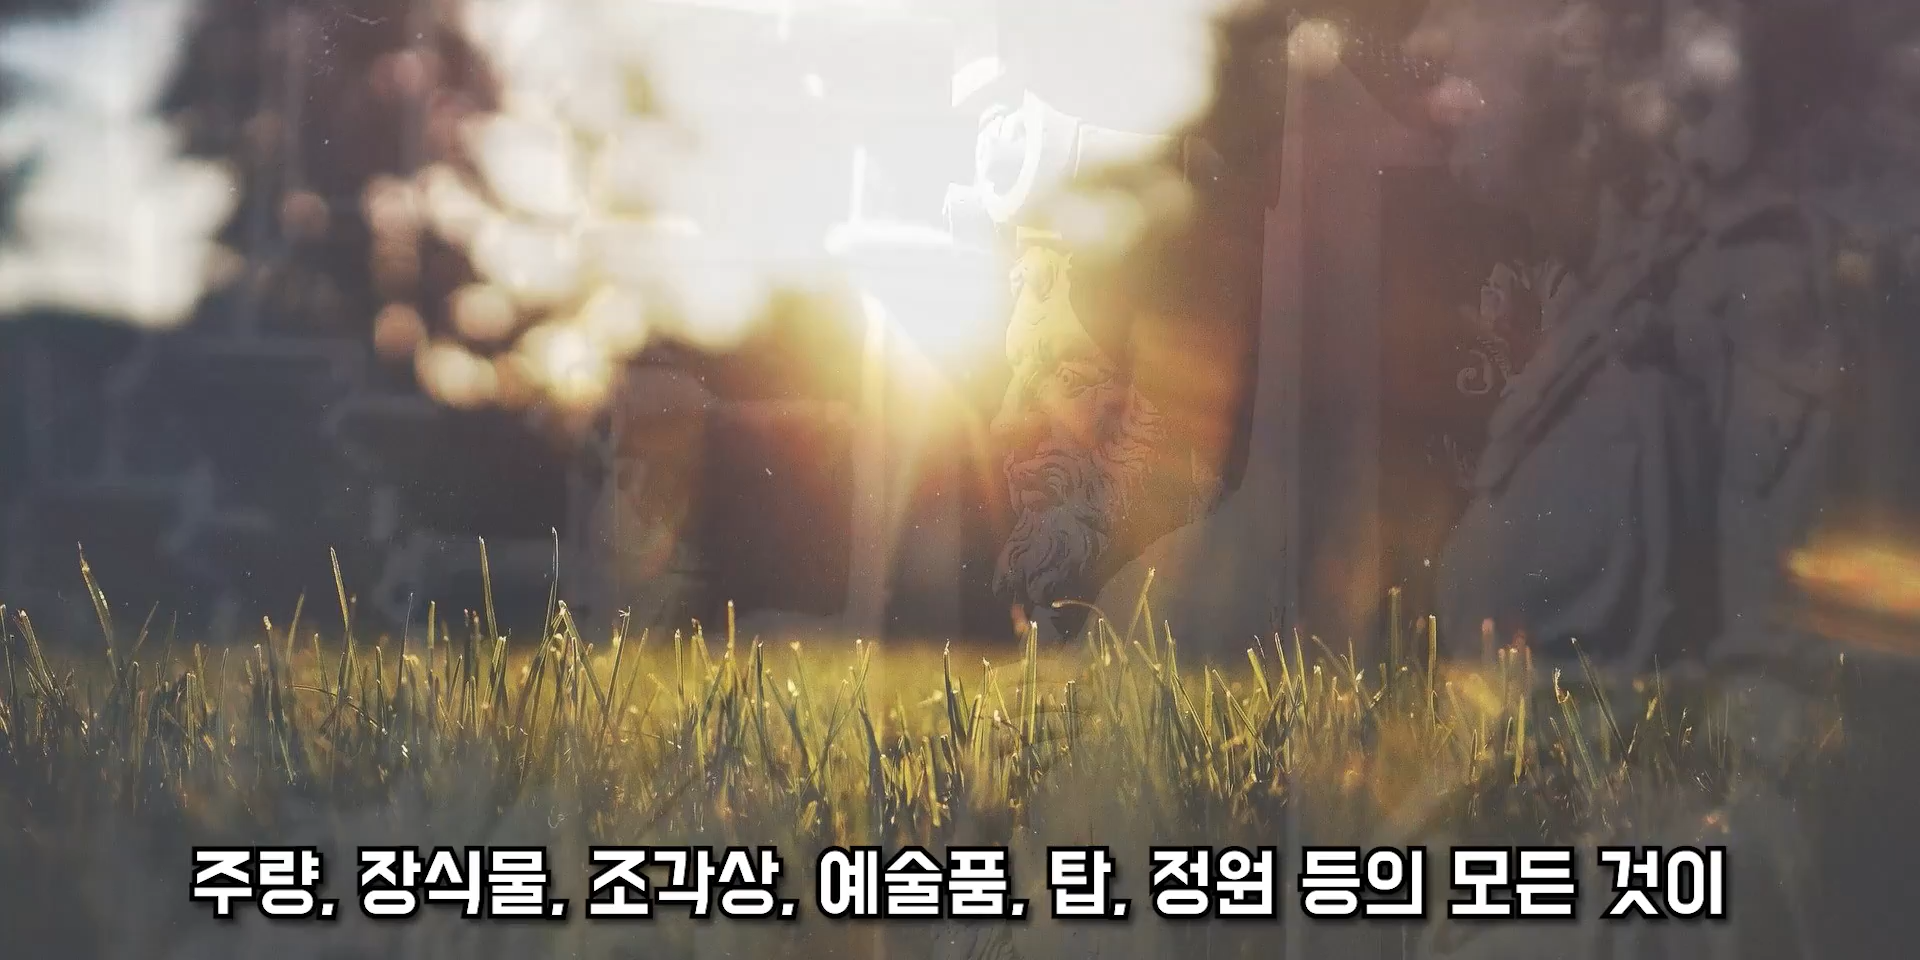 주량, 장식물, 조각상, 예술품, 탑, 정원 등의 모든 것이